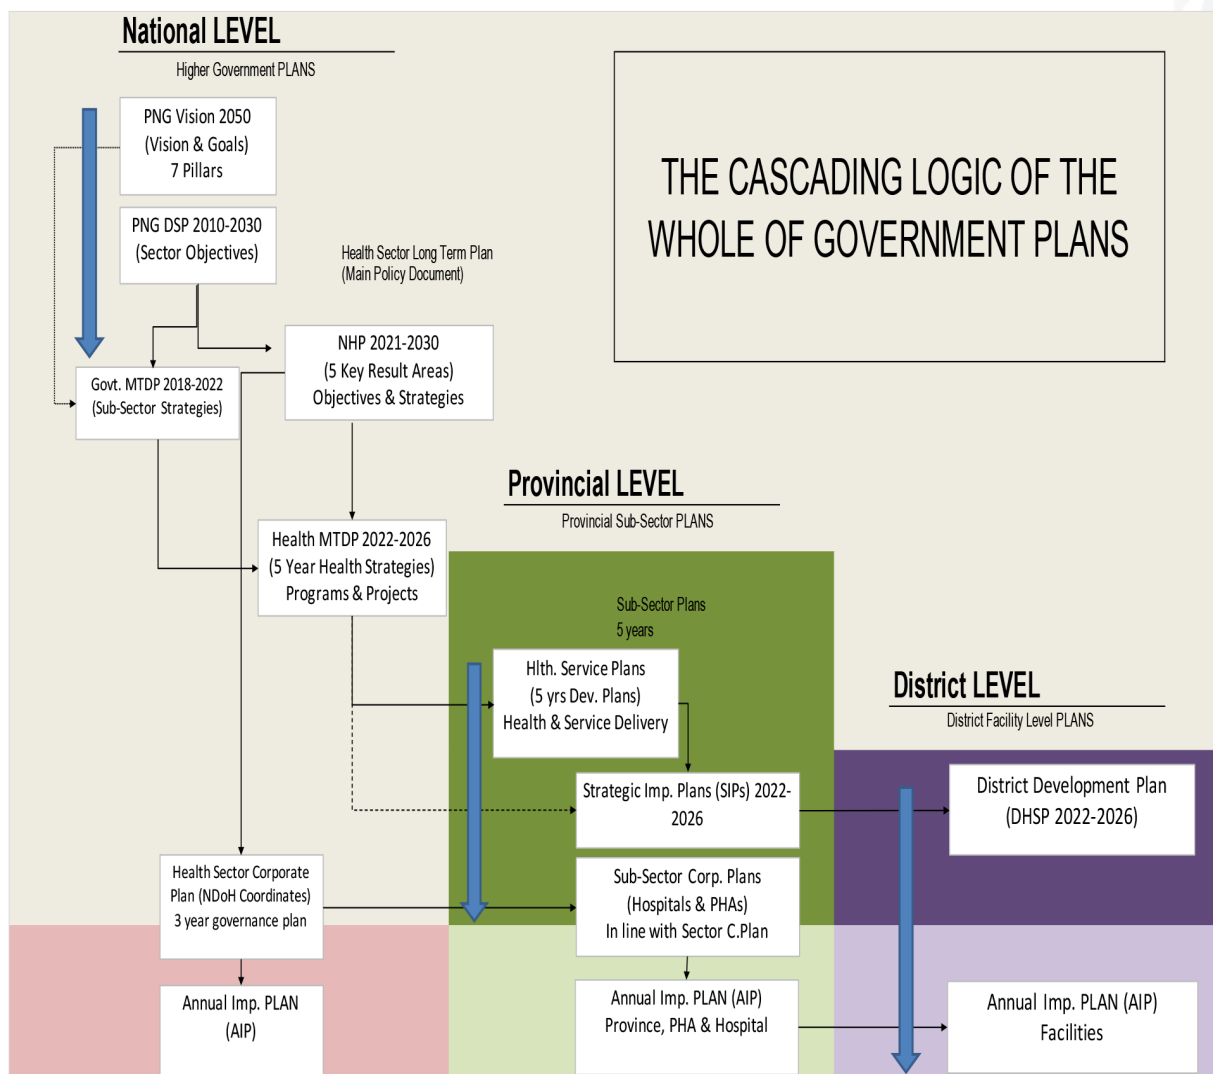 National LEVEL
Higher Government PLANS
THE CASCADING LOGIC OF THE
WHOLE OF GOVERNMENT PLANS
PNG Vision 2050
(Vision & Goals)
7 Pillars
PNG DSP 2010-2030
(Sector Objectives)
Health Sector Long Term Plan
(Main Policy Document)
NHP 2021-2030
(5 Key Result Areas)
Objectives & Strategies
Govt. MTDP 2018-2022
(Sub-Sector Strategies)
Provincial LEVEL
Provincial Sub-Sector PLANS
Health MTDP 2022-2026
(5 Year Health Strategies)
Programs & Projects
Sub-Sector Plans
5 years
Hlth. Service Plans
(5 yrs Dev. Plans)
Health & Service Delivery
District LEVEL
District Facility Level PLANS
Strategic Imp. Plans (SIPs) 2022-
2026
District Development Plan
(DHSP 2022-2026)
Health Sector Corporate
Plan (NDoH Coordinates)
3 year governance plan
Sub-Sector Corp. Plans
(Hospitals & PHAs)
In line with Sector C.Plan
Annual Imp. PLAN
(AIP)
Annual Imp. PLAN (AIP)
Province, PHA & Hospital
Annual Imp. PLAN (AIP)
Facilities